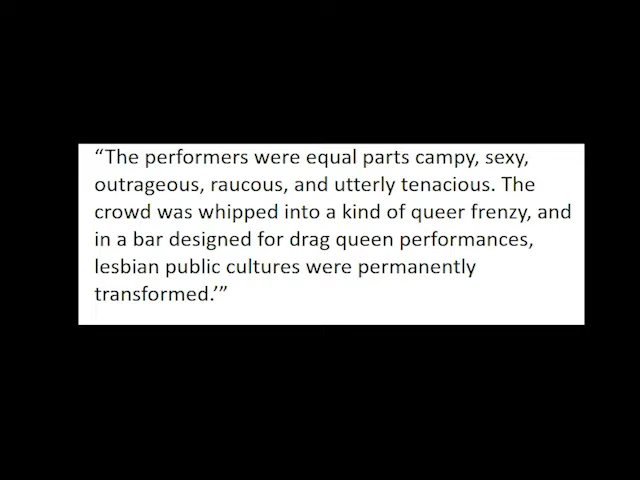 “The performers were equal parts campy, sexy,
outrageous, raucous, and utterly tenacious. The
crowd was whipped into a kind of queer frenzy, and
in a bar designed for drag queen performances,
lesbian public cultures were permanently
transformed.’”